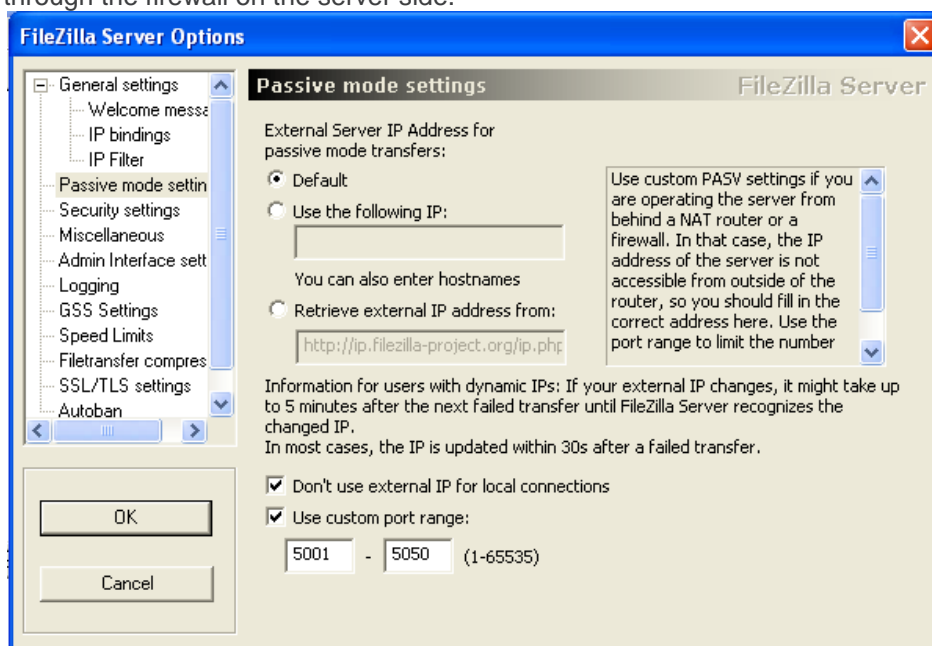 through the firewall on the server side.
FileZilla Server Options
General settings
Welcome messa
IP bindings
IP Filter
Passive mode settin
Security settings
Miscellaneous
Admin Interface sett
Logging
GSS Settings
Speed Limits
Filetransfer compres
SSL/TLS settings
Autoban
OK
Cancel
Passive mode settings
FileZilla Server
External Server IP Address for
passive mode transfers:
Default
Use the following IP:
You can also enter hostnames
Retrieve external IP address from:
http://ip.filezilla-project.org/ip.php
Use custom PASV settings if you
are operating the server from
behind a NAT router or a
firewall. In that case, the IP
address of the server is not
accessible from outside of the
router, so you should fill in the
correct address here. Use the
port range to limit the number
Information for users with dynamic IPs: If your external IP changes, it might take up
to 5 minutes after the next failed transfer until FileZilla Server recognizes the
changed IP.
In most cases, the IP is updated within 30s after a failed transfer.
Don't use external IP for local connections
Use custom port range:
5001 - 5050 (1-65535)